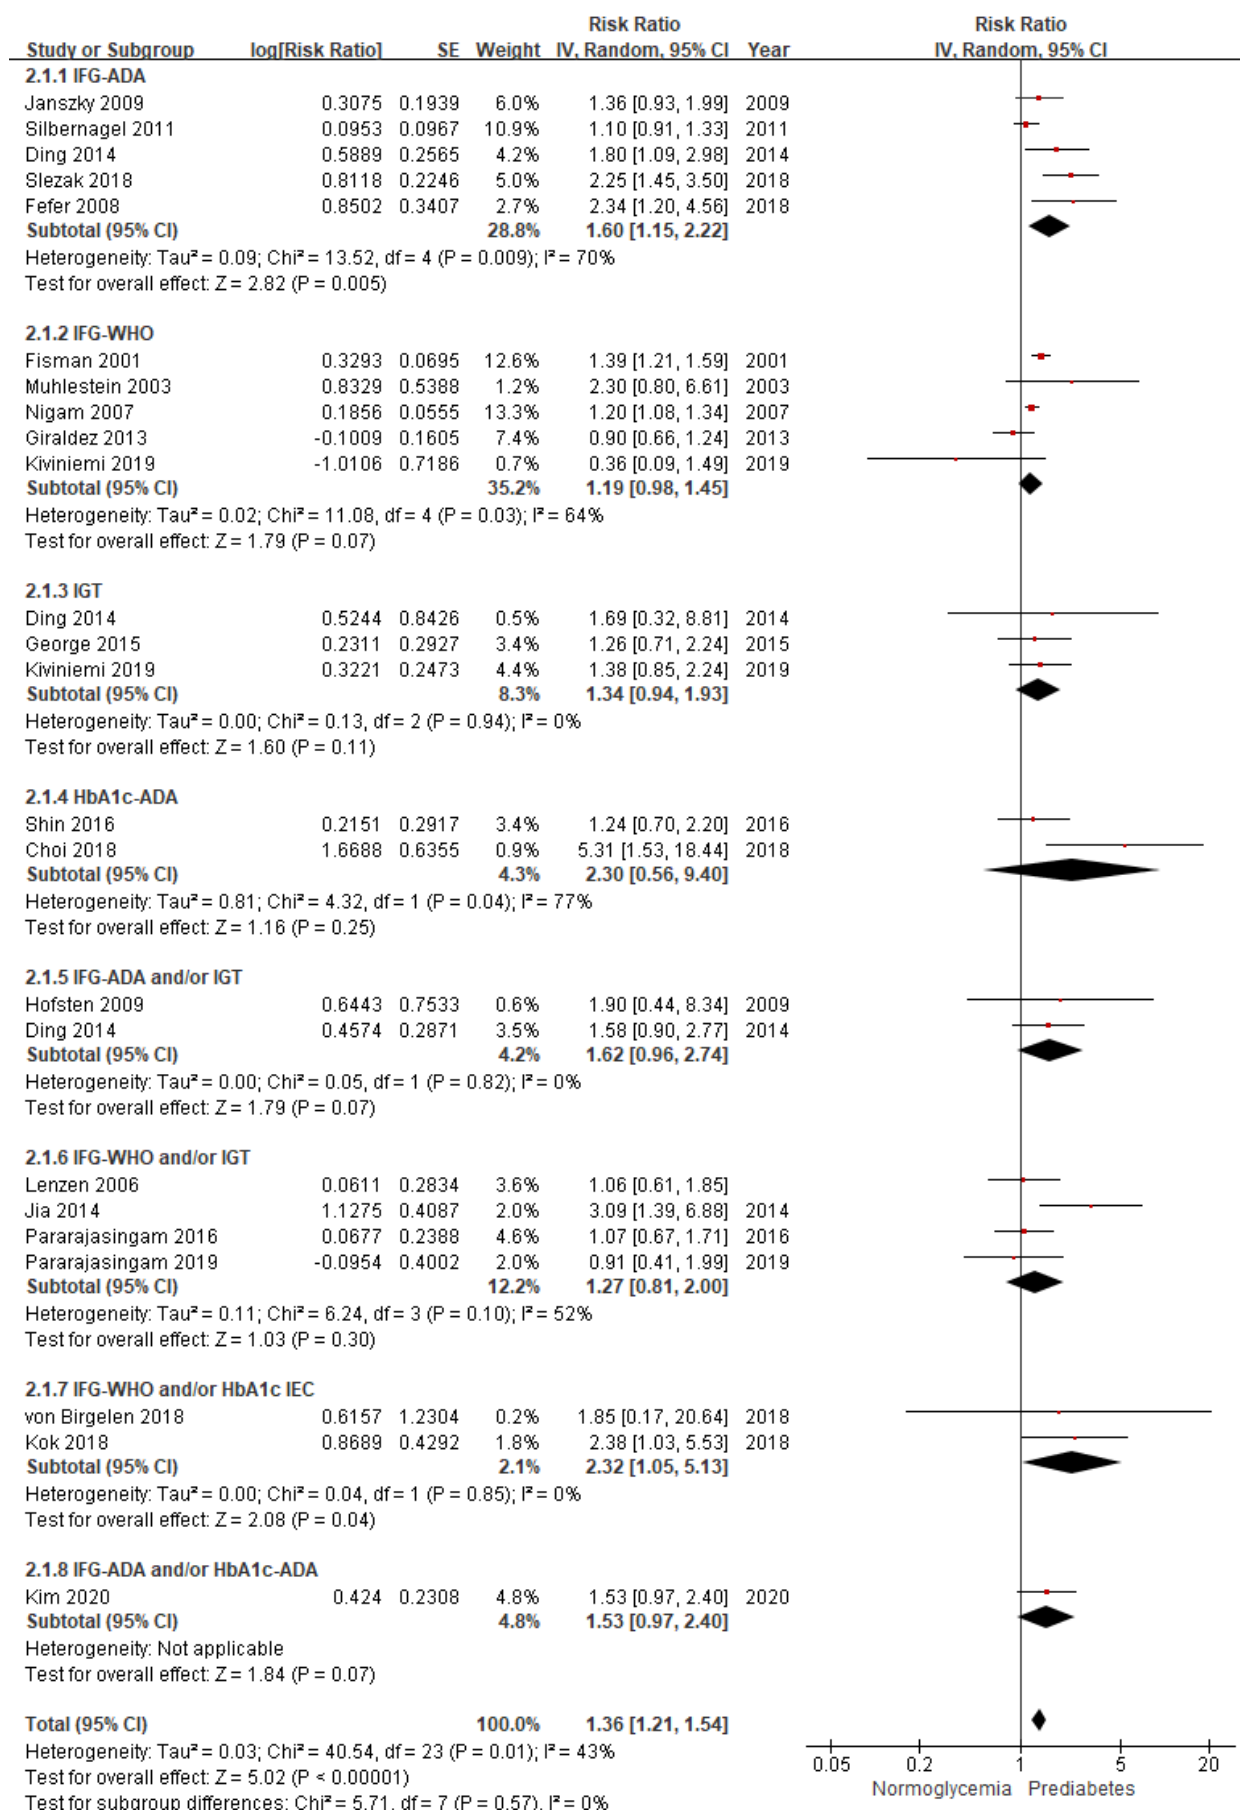 Risk Ratio Risk Ratio
Study or Subgroup log[Risk Ratio] SE Weight IV, Random, 95% CI Year IV, Random, 95% CI
2.1.1 IFG-ADA
Janszky 2009 0.3075 0.1939 6.0% 1.36 [0.93, 1.99] 2009
Silbernagel 2011 0.0953 0.0967 10.9% 1.10 [0.91, 1.33] 2011
Ding 2014 0.5889 0.2565 4.2% 1.80 [1.09, 2.98] 2014
Slezak 2018 0.8118 0.2246 5.0% 2.25 [1.45, 3.50] 2018
Fefer 2008 0.8502 0.3407 2.7% 2.34 [1.20, 4.56] 2018
Subtotal (95% CI) 28.8% 1.60 [1.15, 2.22]
Heterogeneity: Tau² = 0.09; Chi² = 13.52, df = 4 (P = 0.009); I² = 70%
Test for overall effect: Z = 2.82 (P = 0.005)
2.1.2 IFG-WHO
Fisman 2001 0.3293 0.0695 12.6% 1.39 [1.21, 1.59] 2001
Muhlestein 2003 0.8329 0.5388 1.2% 2.30 [0.80, 6.61] 2003
Nigam 2007 0.1856 0.0555 13.3% 1.20 [1.08, 1.34] 2007
Giraldez 2013 -0.1009 0.1605 7.4% 0.90 [0.66, 1.24] 2013
Kiviniemi 2019 -1.0106 0.7186 0.7% 0.36 [0.09, 1.49] 2019
Subtotal (95% CI) 35.2% 1.19 [0.98, 1.45]
Heterogeneity: Tau² = 0.02; Chi² = 11.08, df = 4 (P = 0.03); I² = 64%
Test for overall effect: Z = 1.79 (P = 0.07)
2.1.3 IGT
Ding 2014 0.5244 0.8426 0.5% 1.69 [0.32, 8.81] 2014
George 2015 0.2311 0.2927 3.4% 1.26 [0.71, 2.24] 2015
Kiviniemi 2019 0.3221 0.2473 4.4% 1.38 [0.85, 2.24] 2019
Subtotal (95% CI) 8.3% 1.34 [0.94, 1.93]
Heterogeneity: Tau² = 0.00; Chi² = 0.13, df = 2 (P = 0.94); I² = 0%
Test for overall effect: Z = 1.60 (P = 0.11)
2.1.4 HbA1c-ADA
Shin 2016 0.2151 0.2917 3.4% 1.24 [0.70, 2.20] 2016
Choi 2018 1.6688 0.6355 0.9% 5.31 [1.53, 18.44] 2018
Subtotal (95% CI) 4.3% 2.30 [0.56, 9.40]
Heterogeneity: Tau² = 0.81; Chi² = 4.32, df = 1 (P = 0.04); I² = 77%
Test for overall effect: Z = 1.16 (P = 0.25)
2.1.5 IFG-ADA and/or IGT
Hofsten 2009 0.6443 0.7533 0.6% 1.90 [0.44, 8.34] 2009
Ding 2014 0.4574 0.2871 3.5% 1.58 [0.90, 2.77] 2014
Subtotal (95% CI) 4.2% 1.62 [0.96, 2.74]
Heterogeneity: Tau² = 0.00; Chi² = 0.05, df = 1 (P = 0.82); I² = 0%
Test for overall effect: Z = 1.79 (P = 0.07)
2.1.6 IFG-WHO and/or IGT
Lenzen 2006 0.0611 0.2834 3.6% 1.06 [0.61, 1.85]
Jia 2014 1.1275 0.4087 2.0% 3.09 [1.39, 6.88] 2014
Pararajasingam 2016 0.0677 0.2388 4.6% 1.07 [0.67, 1.71] 2016
Pararajasingam 2019 -0.0954 0.4002 2.0% 0.91 [0.41, 1.99] 2019
Subtotal (95% CI) 12.2% 1.27 [0.81, 2.00]
Heterogeneity: Tau² = 0.11; Chi² = 6.24, df = 3 (P = 0.10); I² = 52%
Test for overall effect: Z = 1.03 (P = 0.30)
2.1.7 IFG-WHO and/or HbA1c IEC
von Birgelen 2018 0.6157 1.2304 0.2% 1.85 [0.17, 20.64] 2018
Kok 2018 0.8689 0.4292 1.8% 2.38 [1.03, 5.53] 2018
Subtotal (95% CI) 2.1% 2.32 [1.05, 5.13]
Heterogeneity: Tau² = 0.00; Chi² = 0.04, df = 1 (P = 0.85); I² = 0%
Test for overall effect: Z = 2.08 (P = 0.04)
2.1.8 IFG-ADA and/or HbA1c-ADA
Kim 2020 0.424 0.2308 4.8% 1.53 [0.97, 2.40] 2020
Subtotal (95% CI) 4.8% 1.53 [0.97, 2.40]
Heterogeneity: Not applicable
Test for overall effect: Z = 1.84 (P = 0.07)
Total (95% CI) 100.0% 1.36 [1.21, 1.54]
Heterogeneity: Tau² = 0.03; Chi² = 40.54, df = 23 (P = 0.01); I² = 43%
Test for overall effect: Z = 5.02 (P < 0.00001)
Test for subgroup differences: Chi² = 5.71, df = 7 (P = 0.57), I² = 0%
0.05 0.2 1 5 20
Normoglycemia Prediabetes